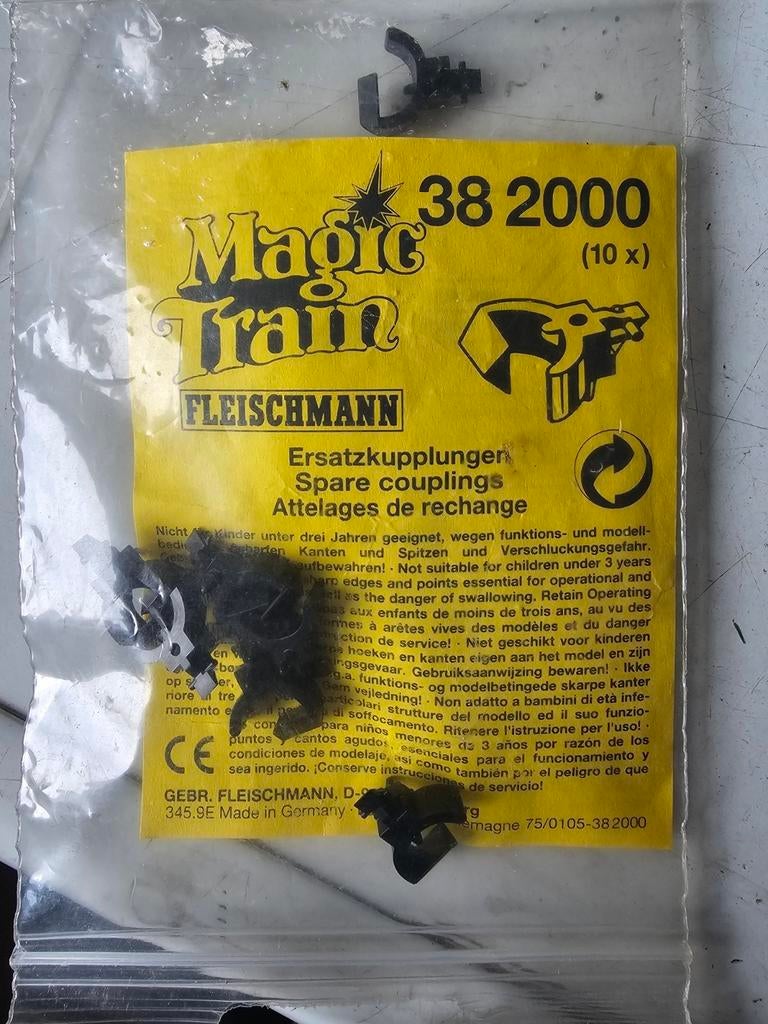 Magic
Train
38 2000
(10 x)
FLEISCHMANN
Ersatzkupplungen
Spare couplings
Attelages de rechange
Nicht für Kinder unter drei Jahren geeignet, wegen funktions- und modell-
scharfen Kanten und Spitzen und Verschluckungsgefahr.
aufbewahren! · Not suitable for children under 3 years
sharp edges and points essential for operational and
as the danger of swallowing. Retain Operating
aux enfants de moins de trois ans, au vu des
à arêtes vives des modèles et du danger
de service! · Niet geschikt voor kinderen
hoeken en kanten eigen aan het model en zijn
Gebruiksaanwijzing bewaren! · Ikke
funktions- og modelbetingede skarpe kanter
Gem vejledning! · Non adatto a bambini di età infe-
riore tre strutture del modello ed il suo funzio-
namento e il di soffocamento. Ritenere l'istruzione per l'uso! ·
para niños menores de 3 años por razón de los
puntos cantos agudos, esenciales para el funcionamiento y
condiciones de modelaje, así como también por el peligro de que
sea ingerido. ¡Conserve instrucciones de servicio!
CE
GEBR. FLEISCHMANN,
345.9E Made in Germany · 75/0105-382000